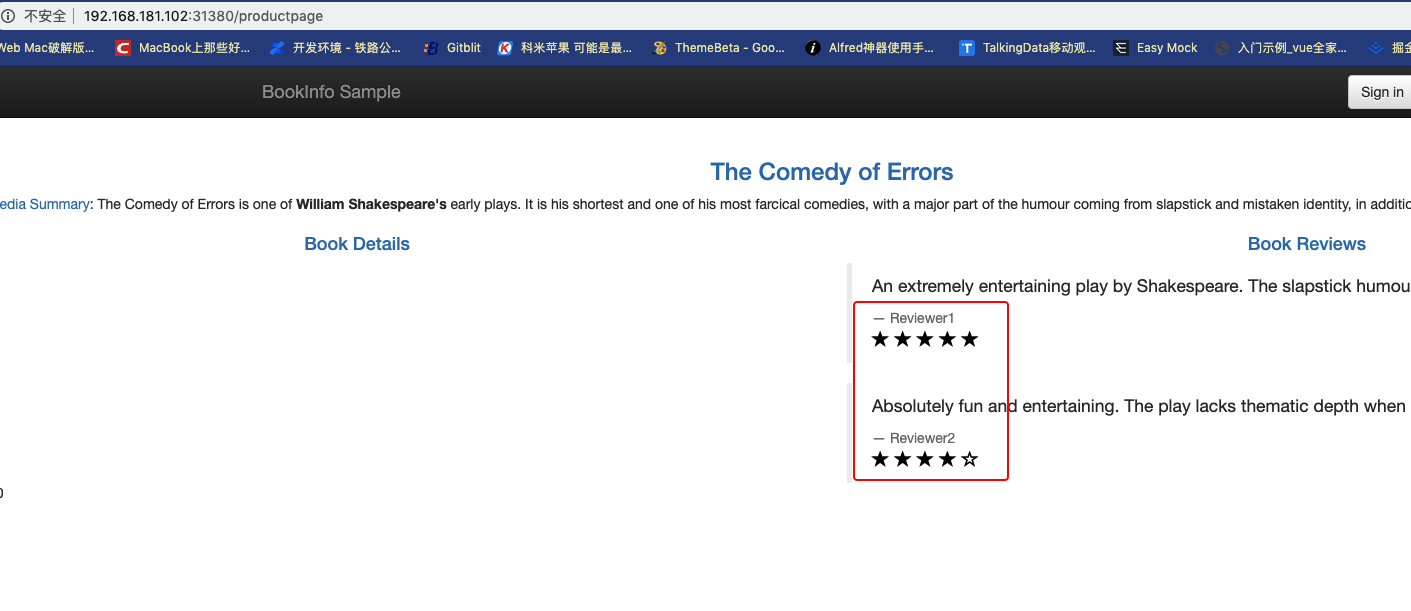 不安全 192.168.181.102:31380/productpage
Web Mac破解版... MacBook上那些好... 开发环境 - 铁路公... Gitblit 科米苹果 可能是最... ThemeBeta - Goo... Alfred神器使用手... TalkingData移动观... Easy Mock 入门示例_vue全家... 掘金
BookInfo Sample Sign in
The Comedy of Errors
edia Summary: The Comedy of Errors is one of William Shakespeare's early plays. It is his shortest and one of his most farcical comedies, with a major part of the humour coming from slapstick and mistaken identity, in additio
Book Details Book Reviews
An extremely entertaining play by Shakespeare. The slapstick humou
— Reviewer1
★★★★★
Absolutely fun and entertaining. The play lacks thematic depth when
— Reviewer2
★★★★☆